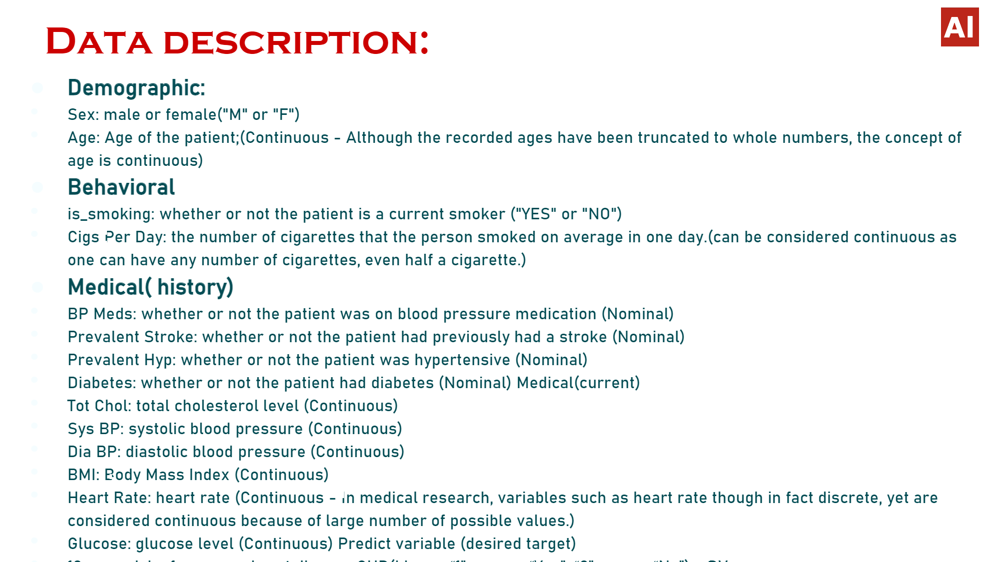 Data description:
AI
Demographic:
Sex: male or female("M" or "F")
Age: Age of the patient;(Continuous - Although the recorded ages have been truncated to whole numbers, the concept of
age is continuous)
Behavioral
is_smoking: whether or not the patient is a current smoker ("YES" or "NO")
Cigs Per Day: the number of cigarettes that the person smoked on average in one day.(can be considered continuous as
one can have any number of cigarettes, even half a cigarette.)
Medical( history)
BP Meds: whether or not the patient was on blood pressure medication (Nominal)
Prevalent Stroke: whether or not the patient had previously had a stroke (Nominal)
Prevalent Hyp: whether or not the patient was hypertensive (Nominal)
Diabetes: whether or not the patient had diabetes (Nominal) Medical(current)
Tot Chol: total cholesterol level (Continuous)
Sys BP: systolic blood pressure (Continuous)
Dia BP: diastolic blood pressure (Continuous)
BMI: Body Mass Index (Continuous)
Heart Rate: heart rate (Continuous - In medical research, variables such as heart rate though in fact discrete, yet are
considered continuous because of large number of possible values.)
Glucose: glucose level (Continuous) Predict variable (desired target)